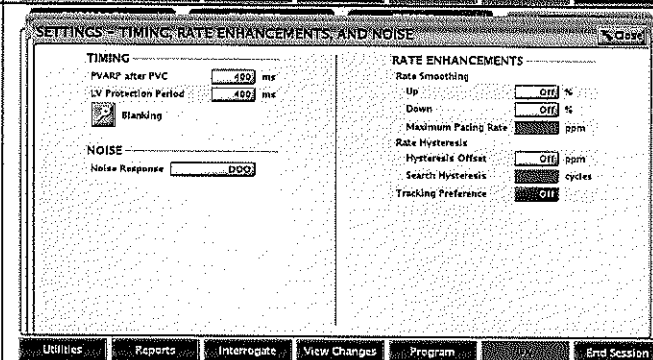 SETTINGS - TIMING, RATE ENHANCEMENTS, AND NOISE
Close
TIMING
PVARP after PVC 400 ms
LV Protection Period 400 ms
Blanking
NOISE
Noise Response DOO
RATE ENHANCEMENTS
Rate Smoothing
Up Off %
Down Off %
Maximum Pacing Rate ppm
Rate Hysteresis
Hysteresis Offset Off ppm
Search Hysteresis cycles
Tracking Preference Off
Utilities Reports Interrogate View Changes Program End Session